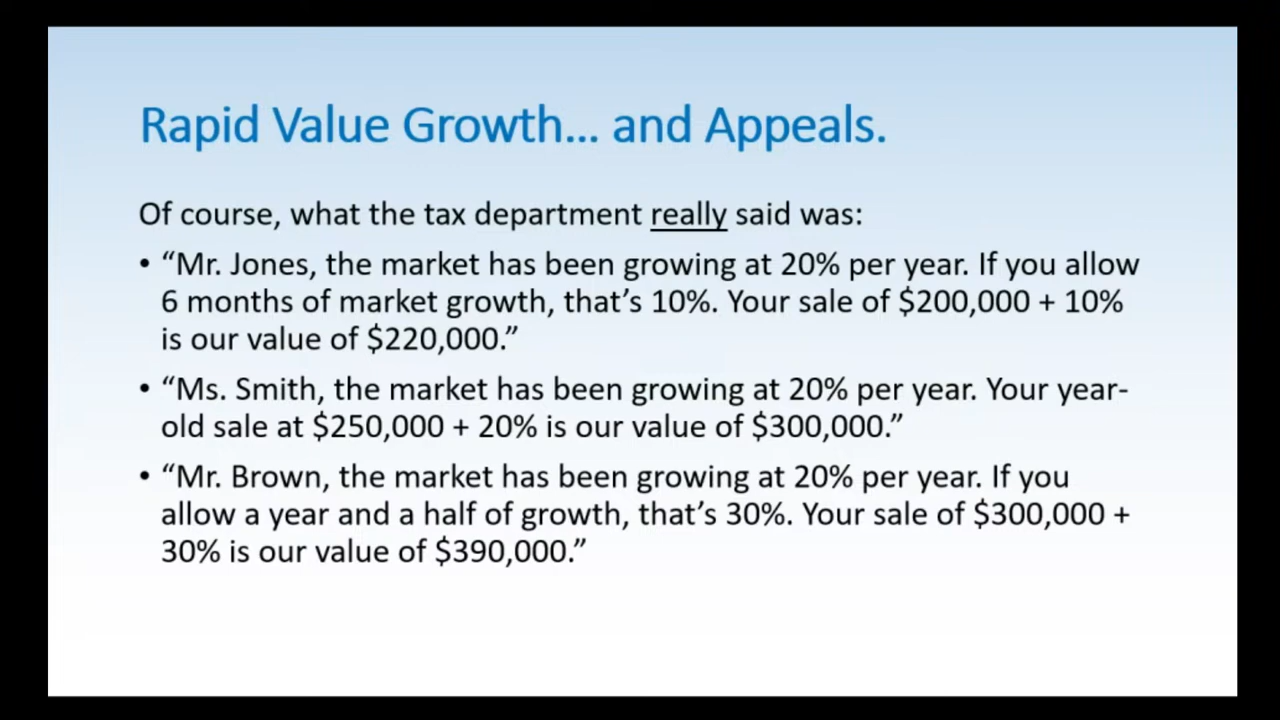 Rapid Value Growth... and Appeals.
Of course, what the tax department really said was:
• “Mr. Jones, the market has been growing at 20% per year. If you allow
6 months of market growth, that’s 10%. Your sale of $200,000 + 10%
is our value of $220,000.”
• “Ms. Smith, the market has been growing at 20% per year. Your year-
old sale at $250,000 + 20% is our value of $300,000.”
• “Mr. Brown, the market has been growing at 20% per year. If you
allow a year and a half of growth, that’s 30%. Your sale of $300,000 +
30% is our value of $390,000.”